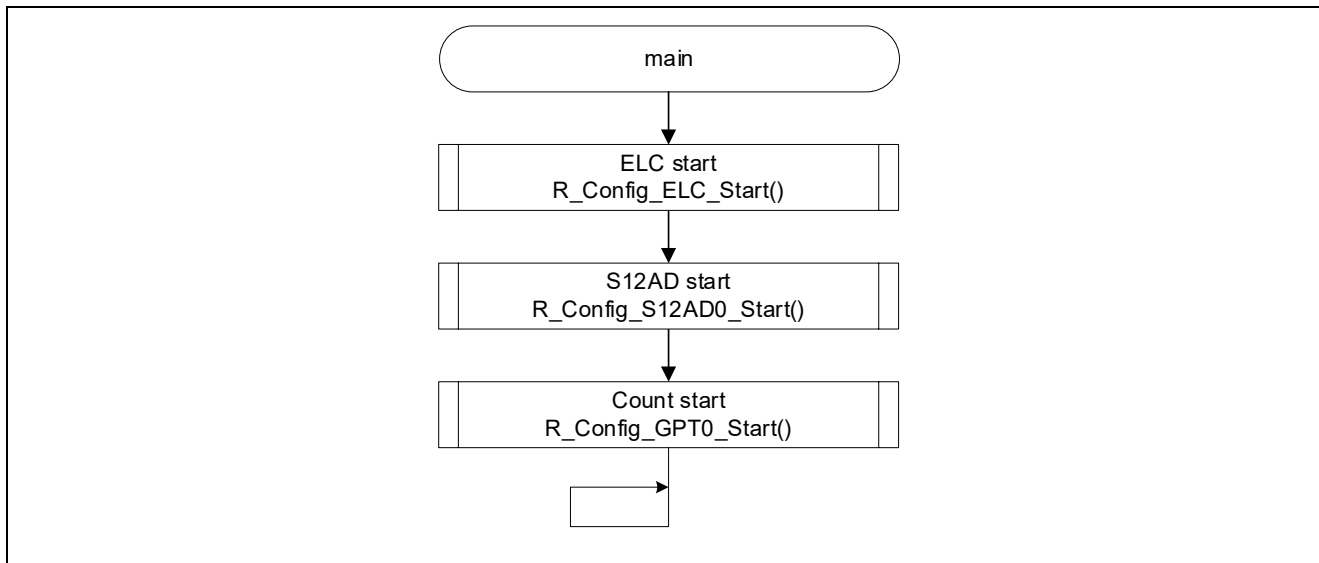 main
ELC start
R_Config_ELC_Start()
S12AD start
R_Config_S12AD0_Start()
Count start
R_Config_GPT0_Start()